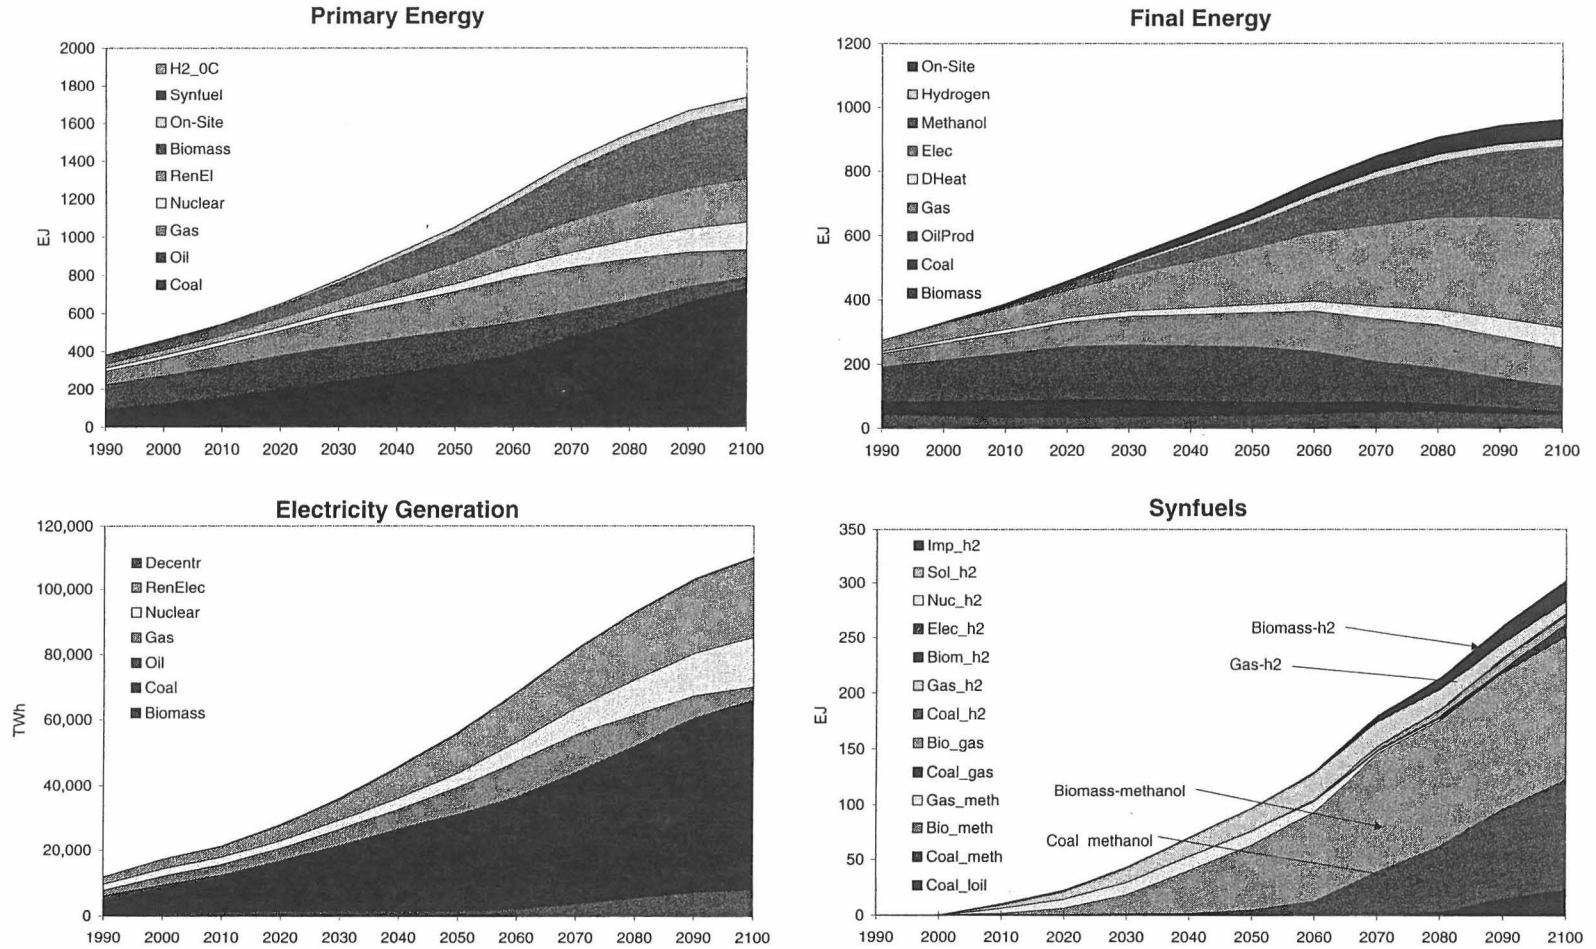 Primary Energy
2000
1800
1600
1400
1200
1000
800
600
400
200
0
EJ
H2_0C
Synfuel
On-Site
Biomass
RenEl
Nuclear
Gas
Oil
Coal
1990 2000 2010 2020 2030 2040 2050 2060 2070 2080 2090 2100
Final Energy
1200
1000
800
600
400
200
0
EJ
On-Site
Hydrogen
Methanol
Elec
DHeat
Gas
OilProd
Coal
Biomass
1990 2000 2010 2020 2030 2040 2050 2060 2070 2080 2090 2100
Electricity Generation
120,000
100,000
80,000
60,000
40,000
20,000
0
TWh
Decentr
RenElec
Nuclear
Gas
Oil
Coal
Biomass
1990 2000 2010 2020 2030 2040 2050 2060 2070 2080 2090 2100
Synfuels
350
300
250
200
150
100
50
0
EJ
Imp_h2
Sol_h2
Nuc_h2
Elec_h2
Biom_h2
Gas_h2
Coal_h2
Bio_gas
Coal_gas
Gas_meth
Bio_meth
Coal_meth
Coal_loil
Biomass-h2
Gas-h2
Biomass-methanol
Coal methanol
1990 2000 2010 2020 2030 2040 2050 2060 2070 2080 2090 2100